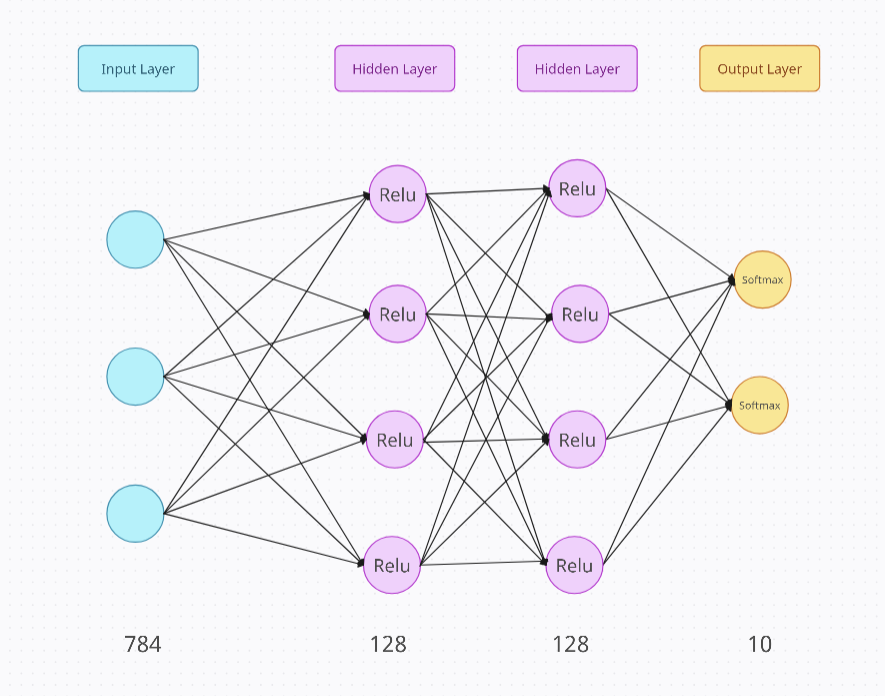 Input Layer
Hidden Layer
Hidden Layer
Output Layer
Relu
Relu
Relu
Relu
Relu
Relu
Relu
Relu
Softmax
Softmax
784
128
128
10